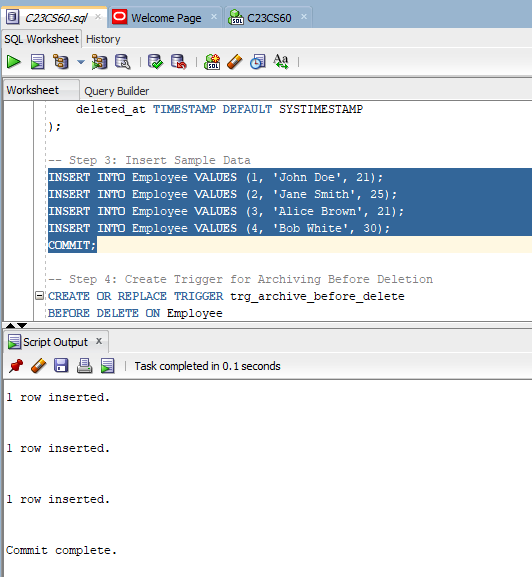 C23CS60.sql × Welcome Page × C23CS60 ×
SQL Worksheet History
Worksheet Query Builder
deleted_at TIMESTAMP DEFAULT SYSTIMESTAMP
);
-- Step 3: Insert Sample Data
INSERT INTO Employee VALUES (1, 'John Doe', 21);
INSERT INTO Employee VALUES (2, 'Jane Smith', 25);
INSERT INTO Employee VALUES (3, 'Alice Brown', 21);
INSERT INTO Employee VALUES (4, 'Bob White', 30);
COMMIT;
-- Step 4: Create Trigger for Archiving Before Deletion
CREATE OR REPLACE TRIGGER trg_archive_before_delete
BEFORE DELETE ON Employee
Script Output ×
Task completed in 0.1 seconds
1 row inserted.
1 row inserted.
1 row inserted.
Commit complete.